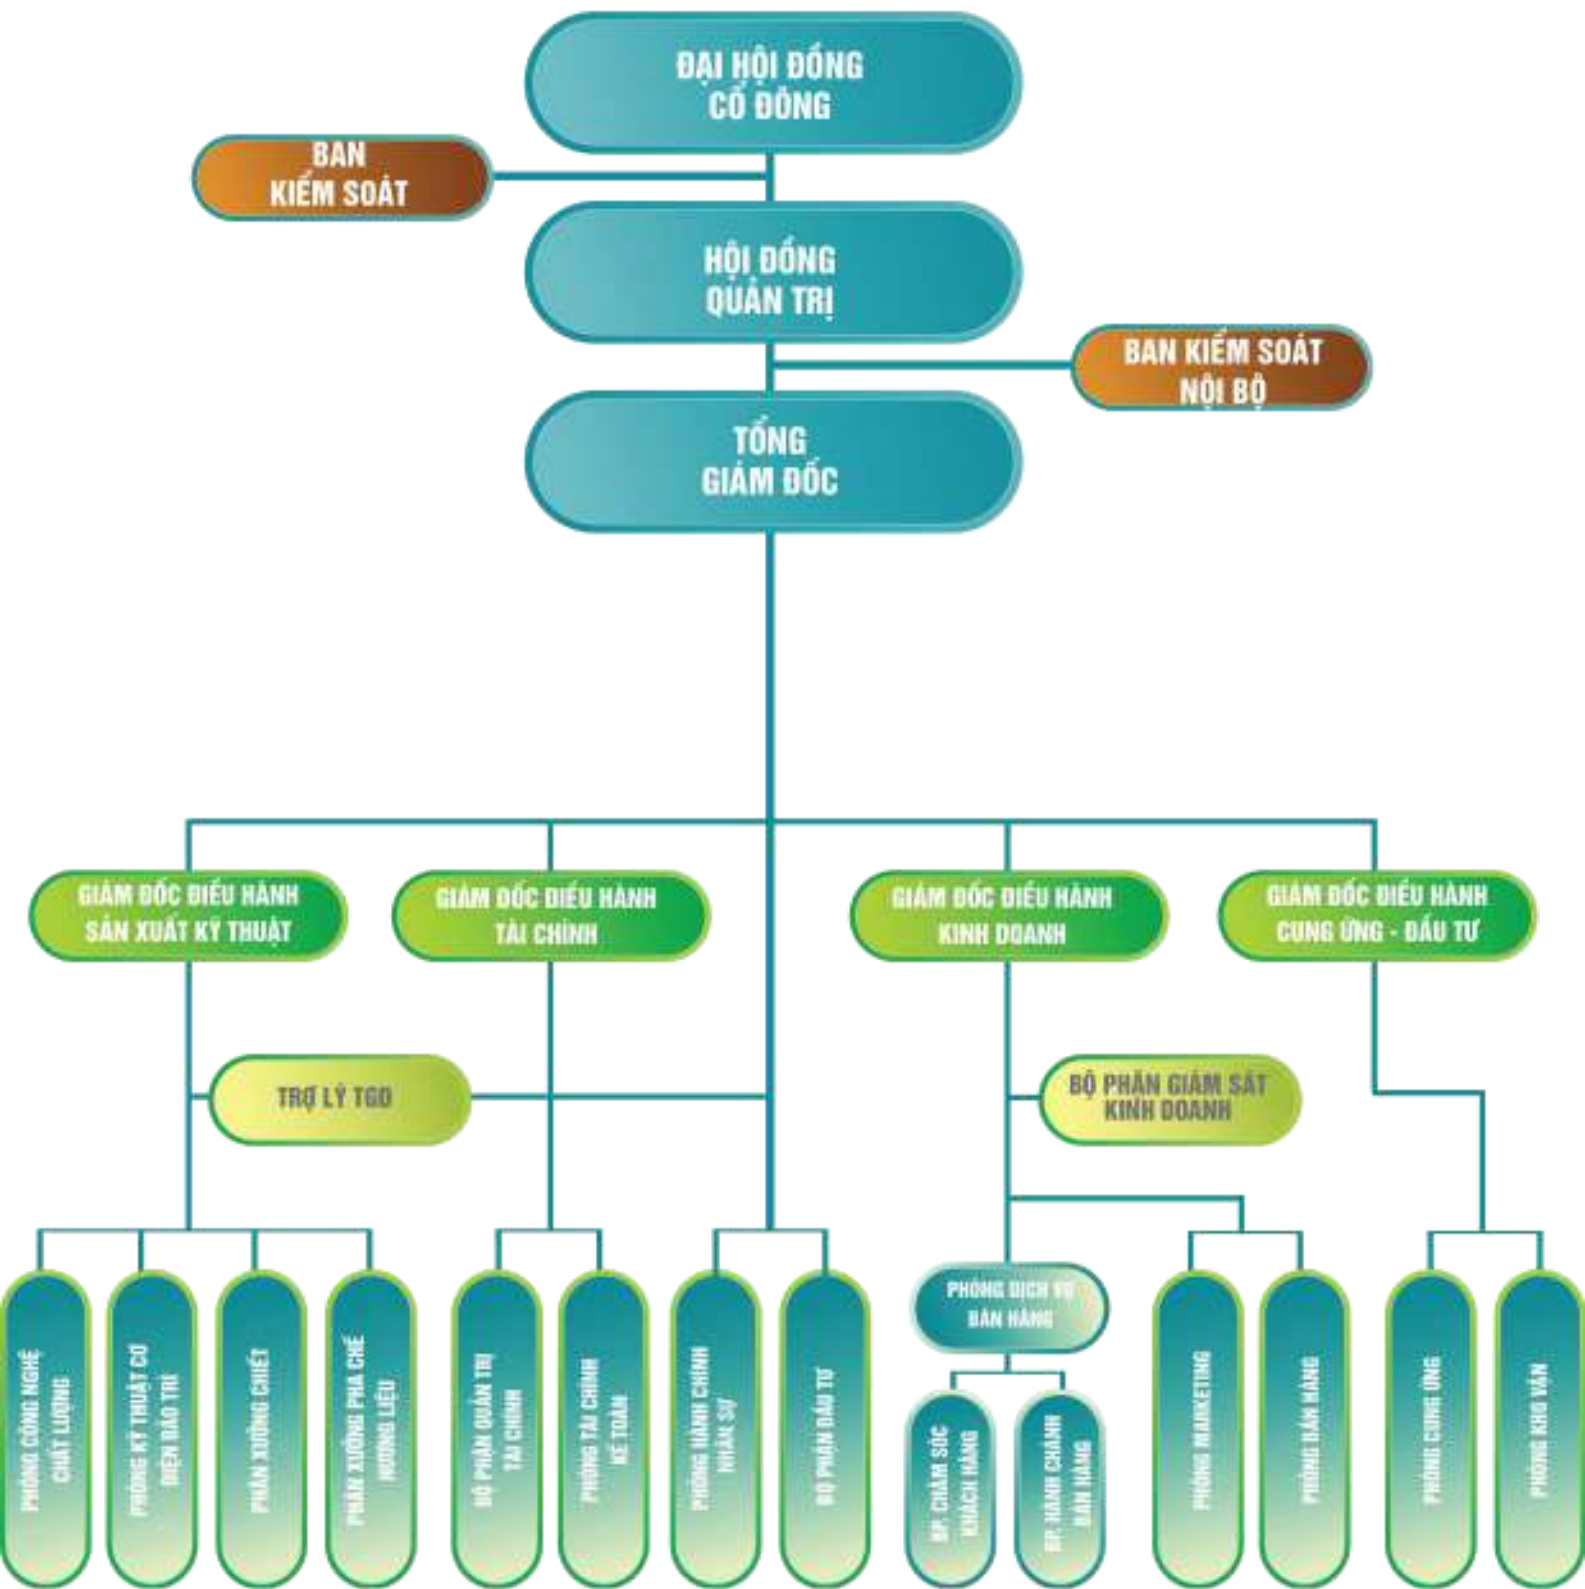 ĐẠI HỘI ĐỒNG
CỔ ĐÔNG
BAN
KIỂM SOÁT
HỘI ĐỒNG
QUẢN TRỊ
BAN KIỂM SOÁT
NỘI BỘ
TỔNG
GIÁM ĐỐC
GIÁM ĐỐC ĐIỀU HÀNH
SẢN XUẤT KỸ THUẬT
GIÁM ĐỐC ĐIỀU HÀNH
TÀI CHÍNH
GIÁM ĐỐC ĐIỀU HÀNH
KINH DOANH
GIÁM ĐỐC ĐIỀU HÀNH
CUNG ỨNG - ĐẦU TƯ
TRỢ LÝ TGĐ
BỘ PHẬN GIÁM SÁT
KINH DOANH
PHÒNG CÔNG NGHỆ
CHẤT LƯỢNG
PHÒNG KỸ THUẬT CƠ
ĐIỆN BẢO TRÌ
PHÂN XƯỞNG CHIẾT
PHÂN XƯỞNG PHA CHẾ
HƯƠNG LIỆU
BỘ PHẬN QUẢN TRỊ
TÀI CHÍNH
PHÒNG TÀI CHÍNH
KẾ TOÁN
PHÒNG HÀNH CHÍNH
NHÂN SỰ
BỘ PHẬN ĐẦU TƯ
PHÒNG DỊCH VỤ
BÁN HÀNG
BP. CHĂM SÓC
KHÁCH HÀNG
BP. HÀNH CHÁNH
BÁN HÀNG
PHÒNG MARKETING
PHÒNG BÁN HÀNG
PHÒNG CUNG ỨNG
PHÒNG KHO VẬN